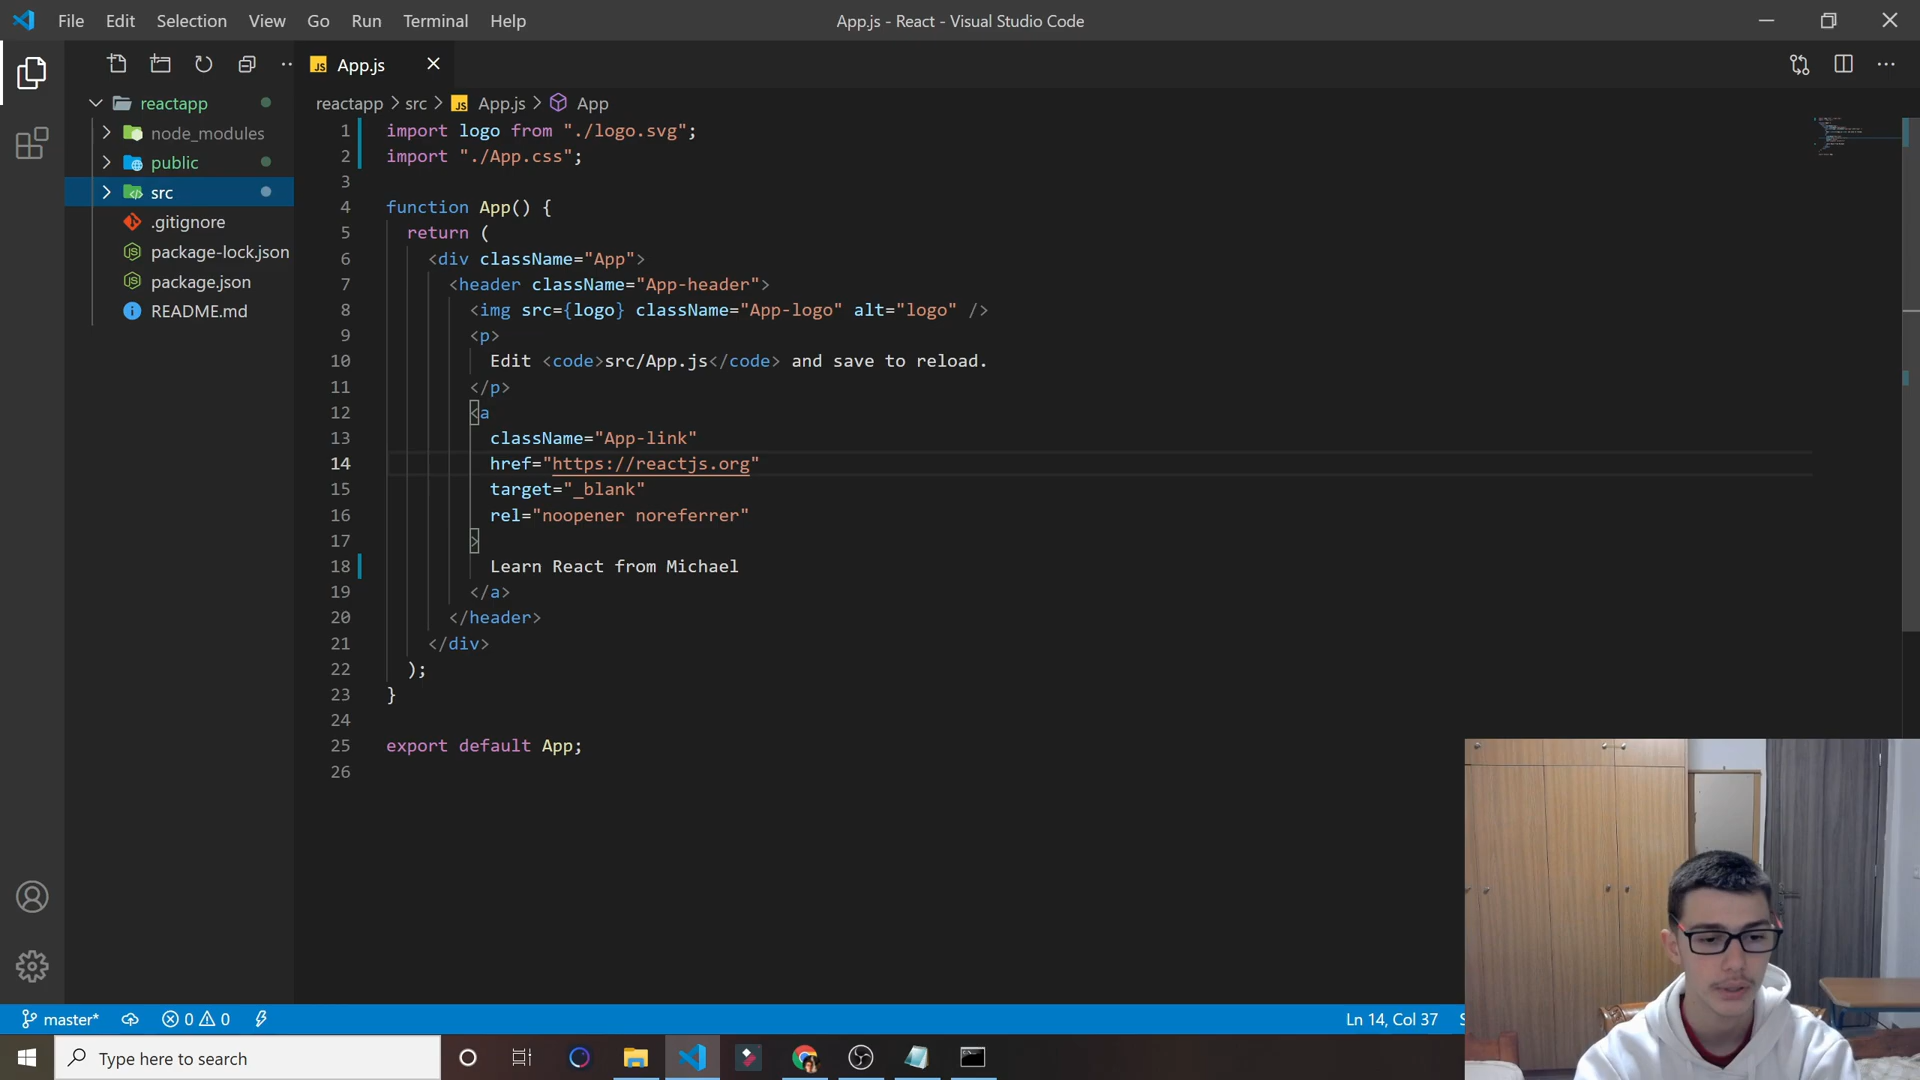 File Edit Selection View Go Run Terminal Help
App.js - React - Visual Studio Code
JS App.js
reactapp > src > JS App.js > App
reactapp
node_modules
public
src
.gitignore
package-lock.json
package.json
README.md
1 import logo from "./logo.svg";
2 import "./App.css";
3
4 function App() {
5 return (
6 <div className="App">
7 <header className="App-header">
8 <img src={logo} className="App-logo" alt="logo" />
9 <p>
10 Edit <code>src/App.js</code> and save to reload.
11 </p>
12 <a
13 className="App-link"
14 href="https://reactjs.org"
15 target="_blank"
16 rel="noopener noreferrer"
17 >
18 Learn React from Michael
19 </a>
20 </header>
21 </div>
22 );
23 }
24
25 export default App;
26
master* 0 0
Ln 14, Col 37
Type here to search